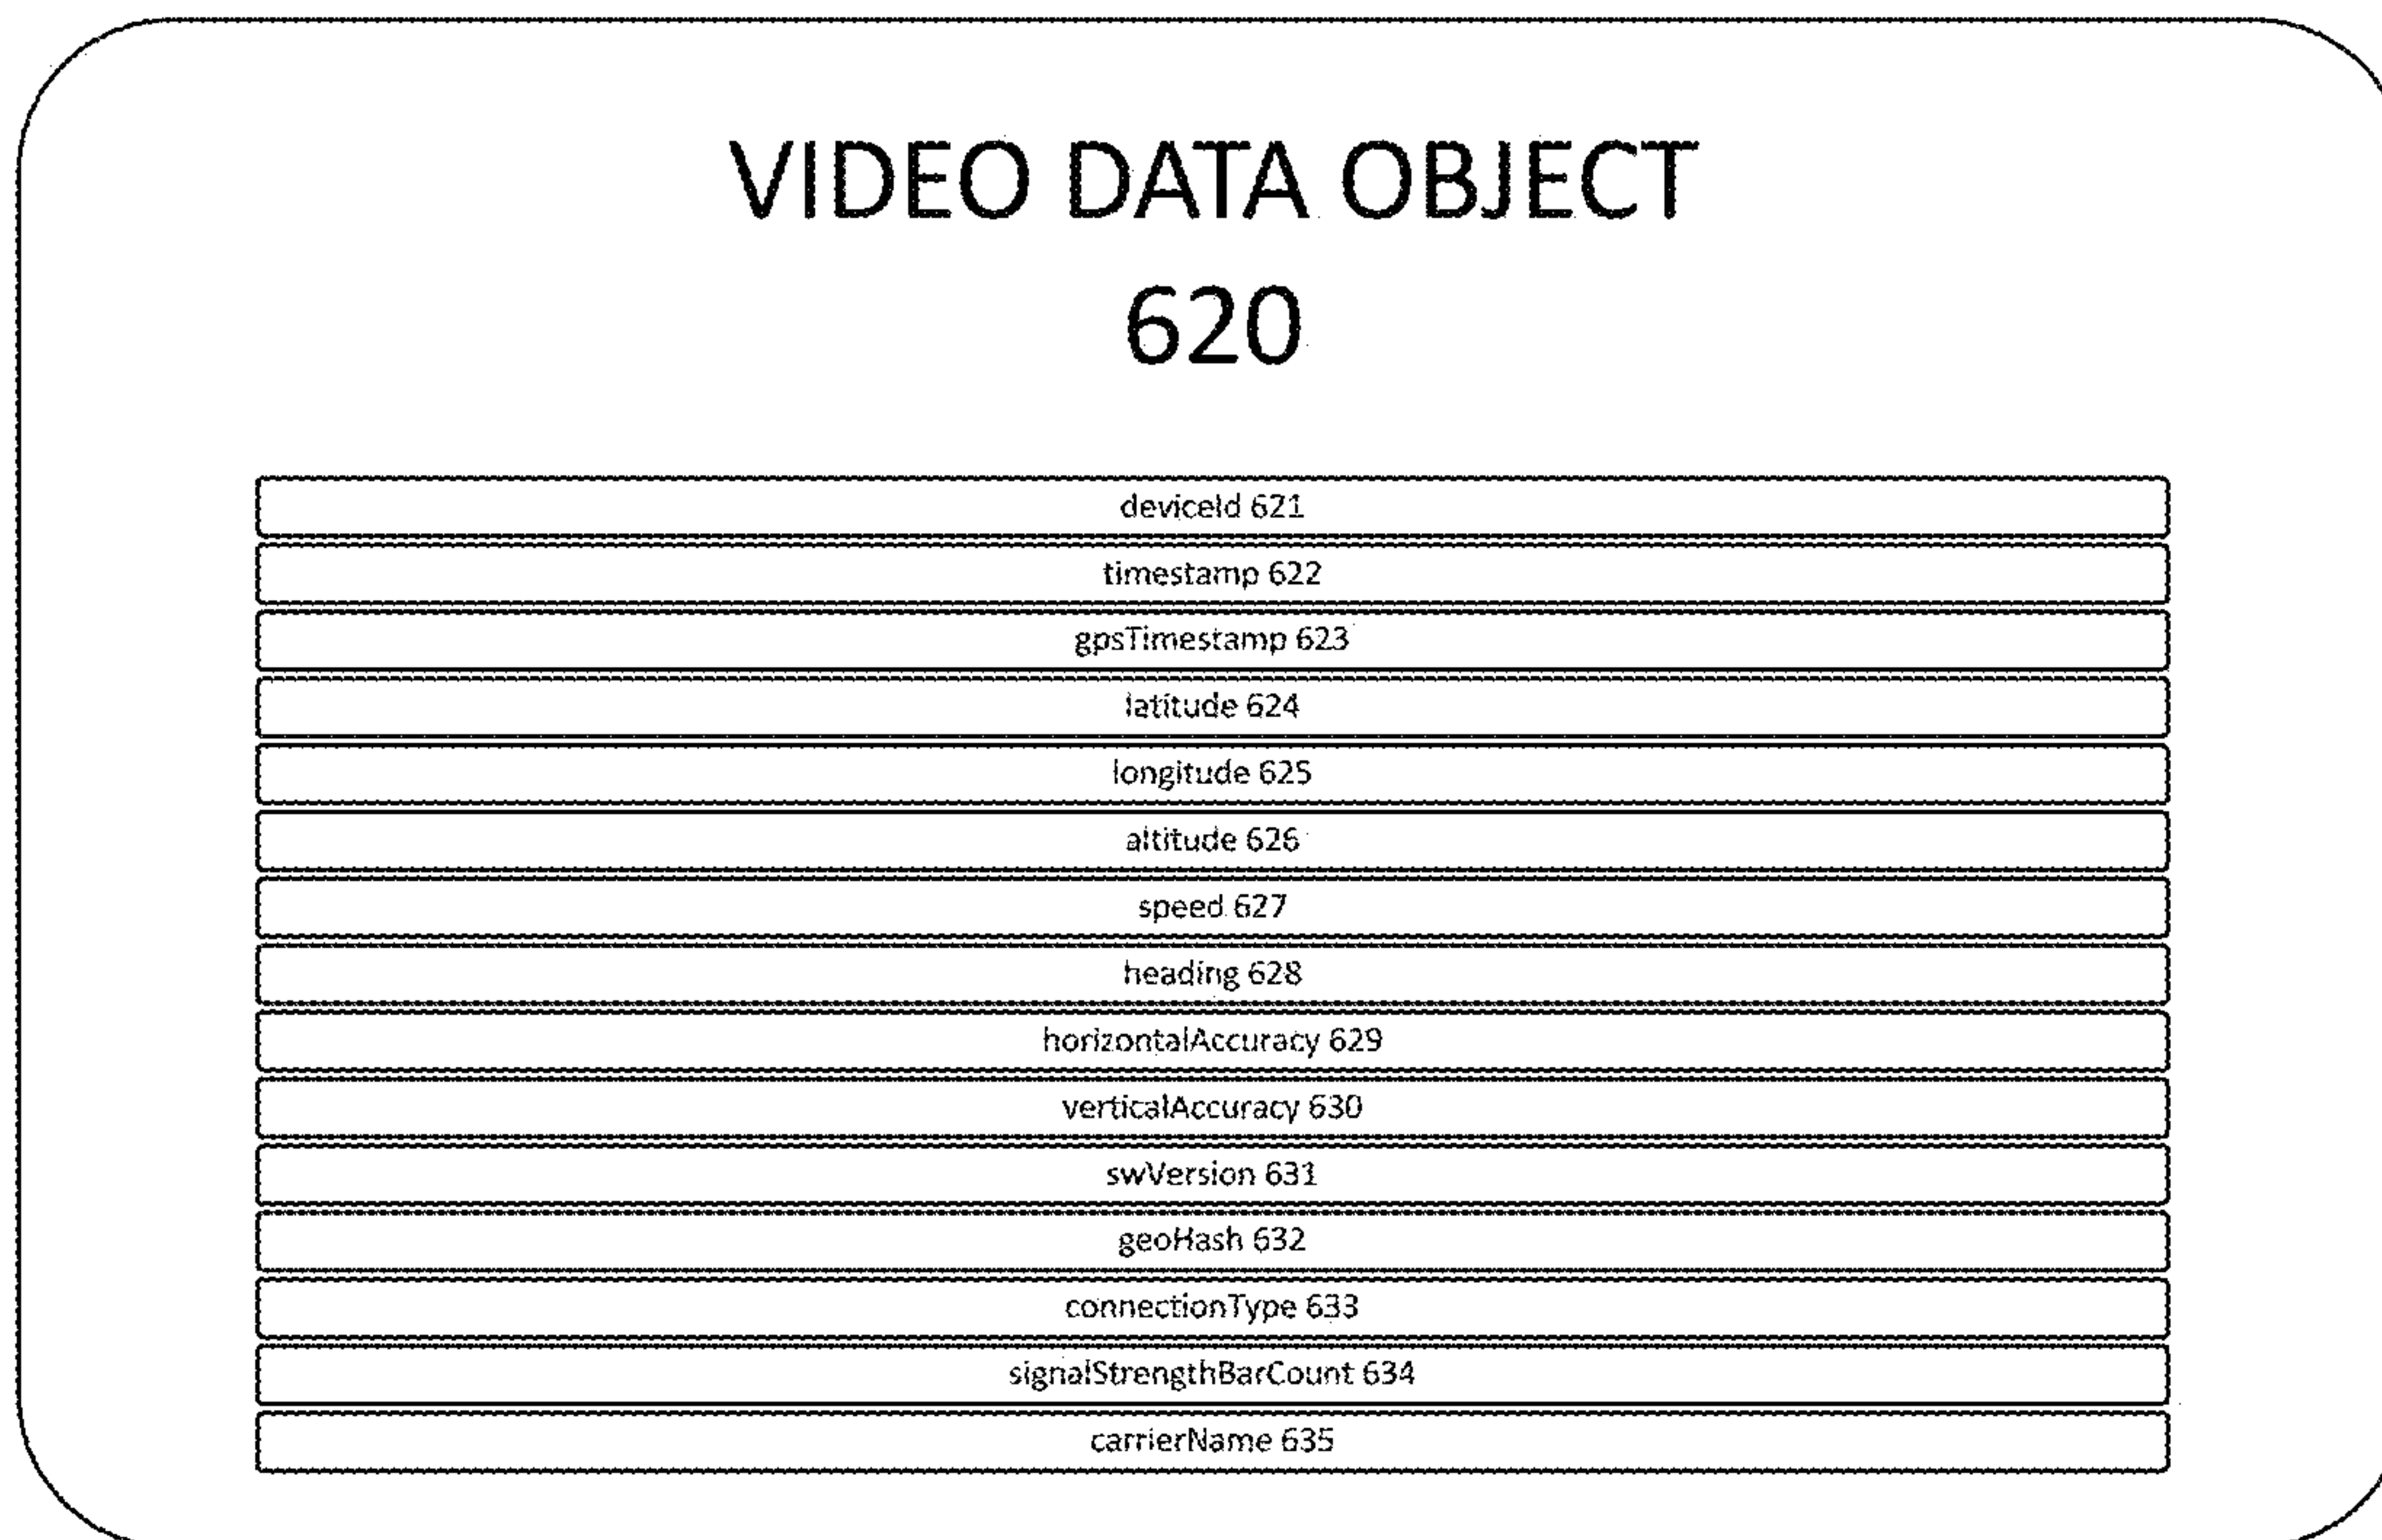 VIDEO DATA OBJECT
620
deviceId 621
timestamp 622
gpsTimestamp 623
latitude 624
longitude 625
altitude 626
speed 627
heading 628
horizontalAccuracy 629
verticalAccuracy 630
swVersion 631
geoHash 632
connectionType 633
signalStrengthBarCount 634
carrierName 635